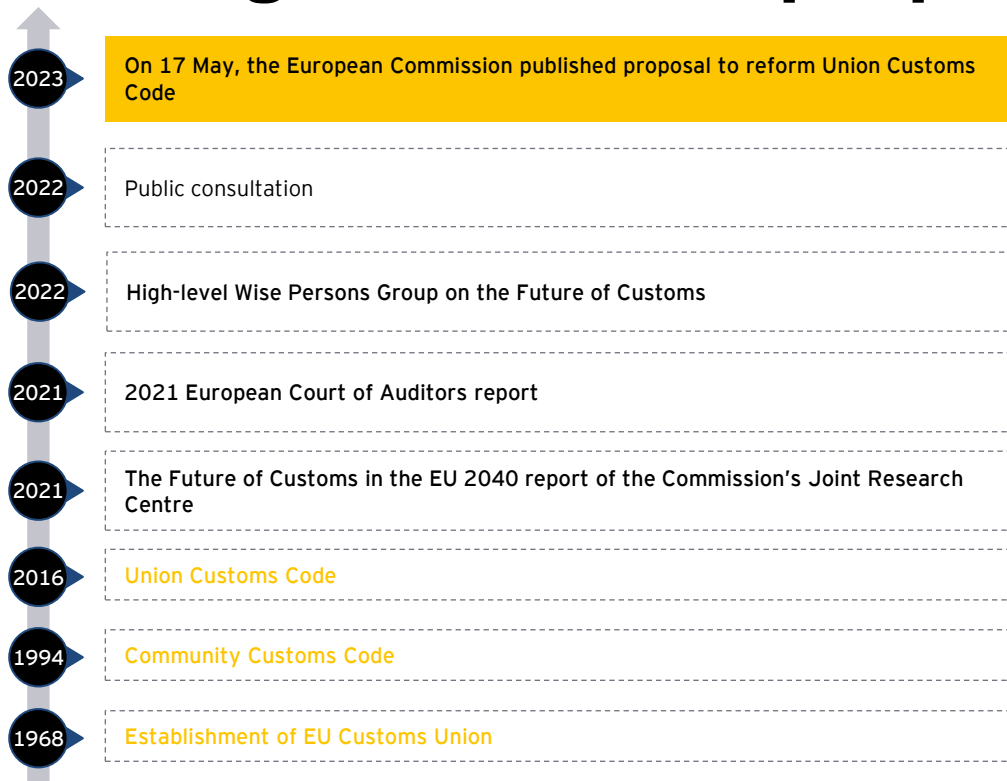 2023
On 17 May, the European Commission published proposal to reform Union Customs
Code
2022
Public consultation
2022
High-level Wise Persons Group on the Future of Customs
2021
2021 European Court of Auditors report
2021
The Future of Customs in the EU 2040 report of the Commission’s Joint Research
Centre
2016
Union Customs Code
1994
Community Customs Code
1968
Establishment of EU Customs Union